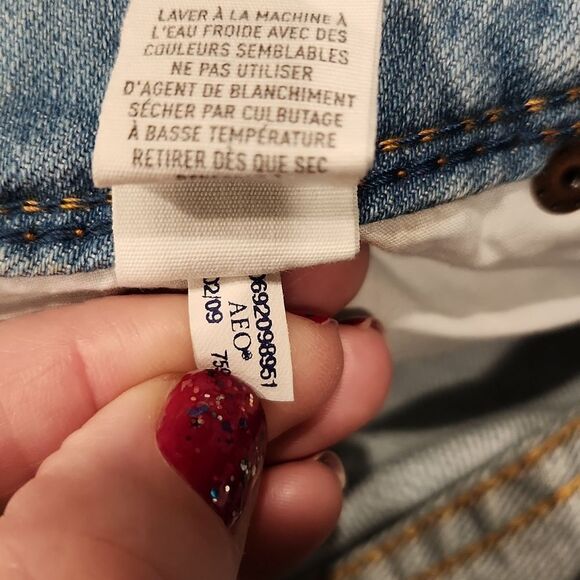 LAVER À LA MACHINE À
L'EAU FROIDE AVEC DES
COULEURS SEMBLABLES
NE PAS UTILISER
D'AGENT DE BLANCHIMENT
SÉCHER PAR CULBUTAGE
À BASSE TEMPÉRATURE
RETIRER DÈS QUE SEC
0692098951
AEO®
02/09